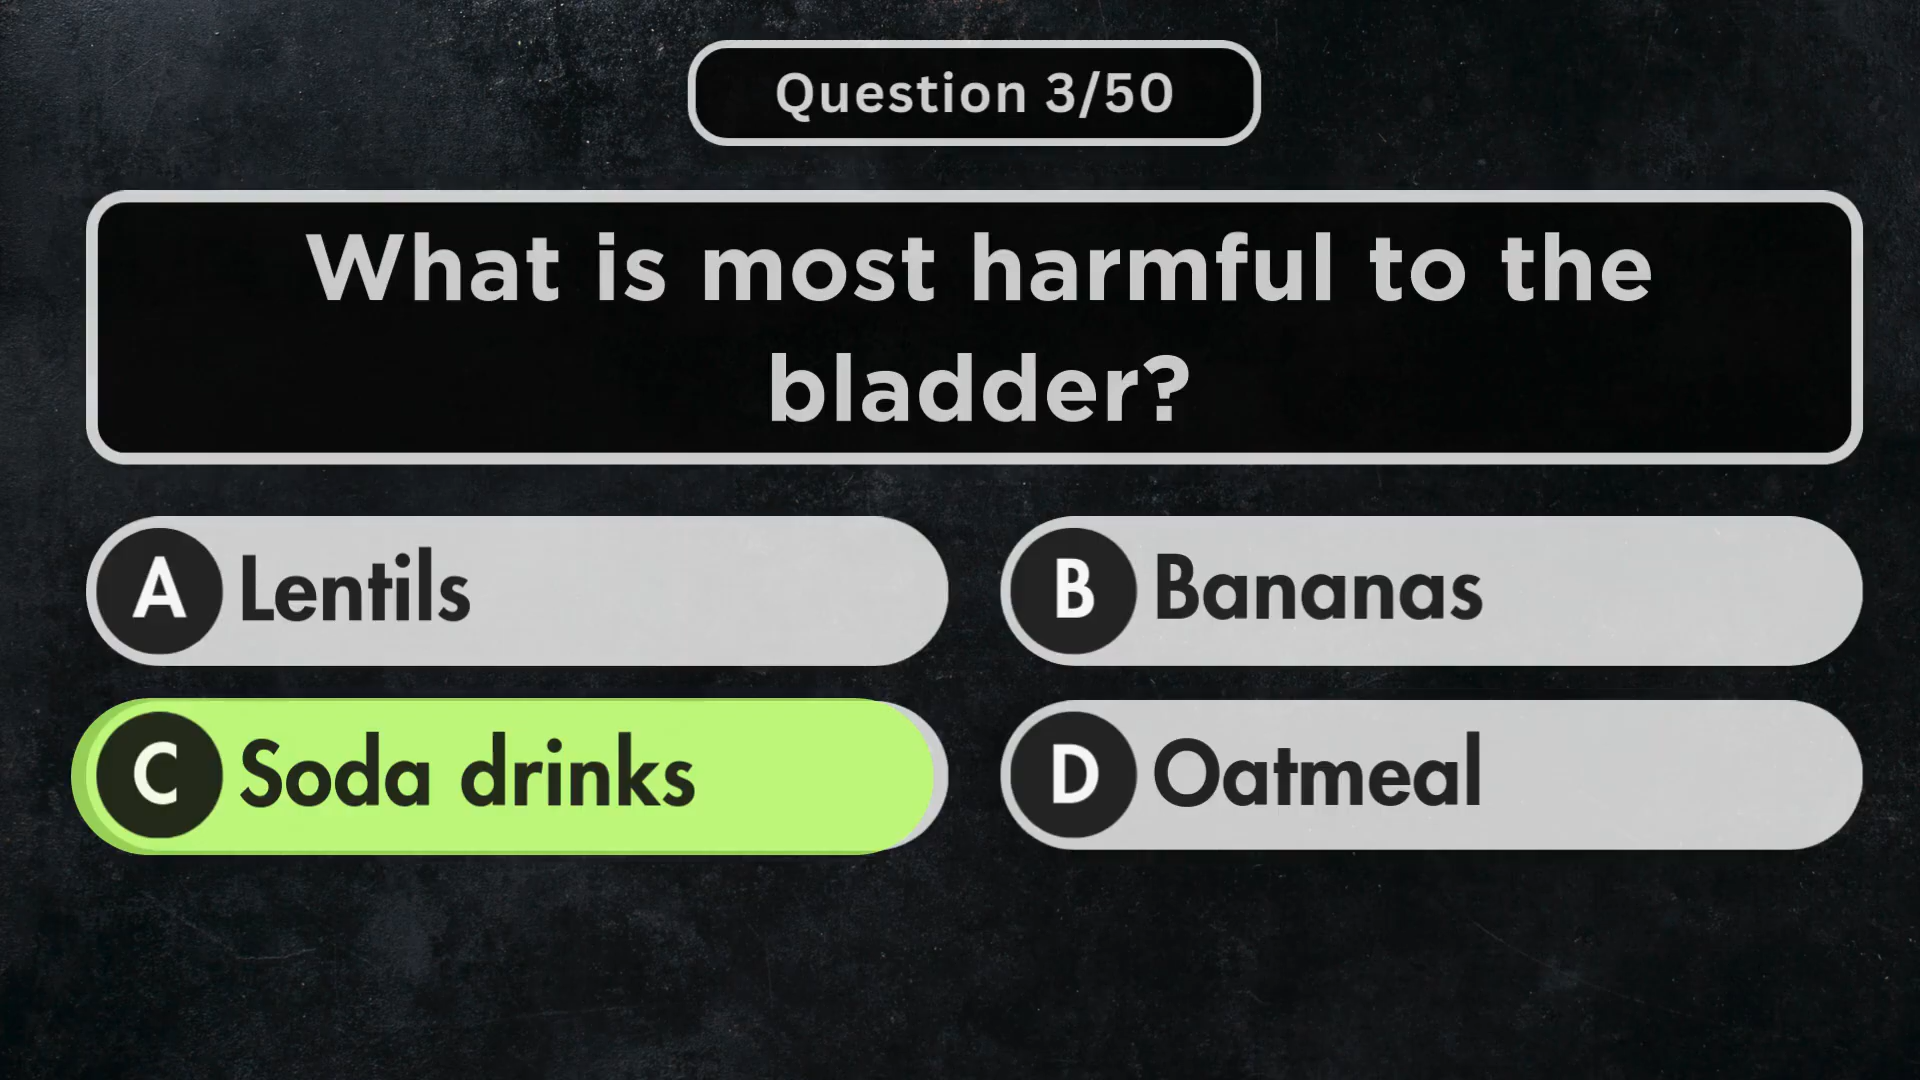 Question 3/50
What is most harmful to the
bladder?
A Lentils
B Bananas
C Soda drinks
D Oatmeal